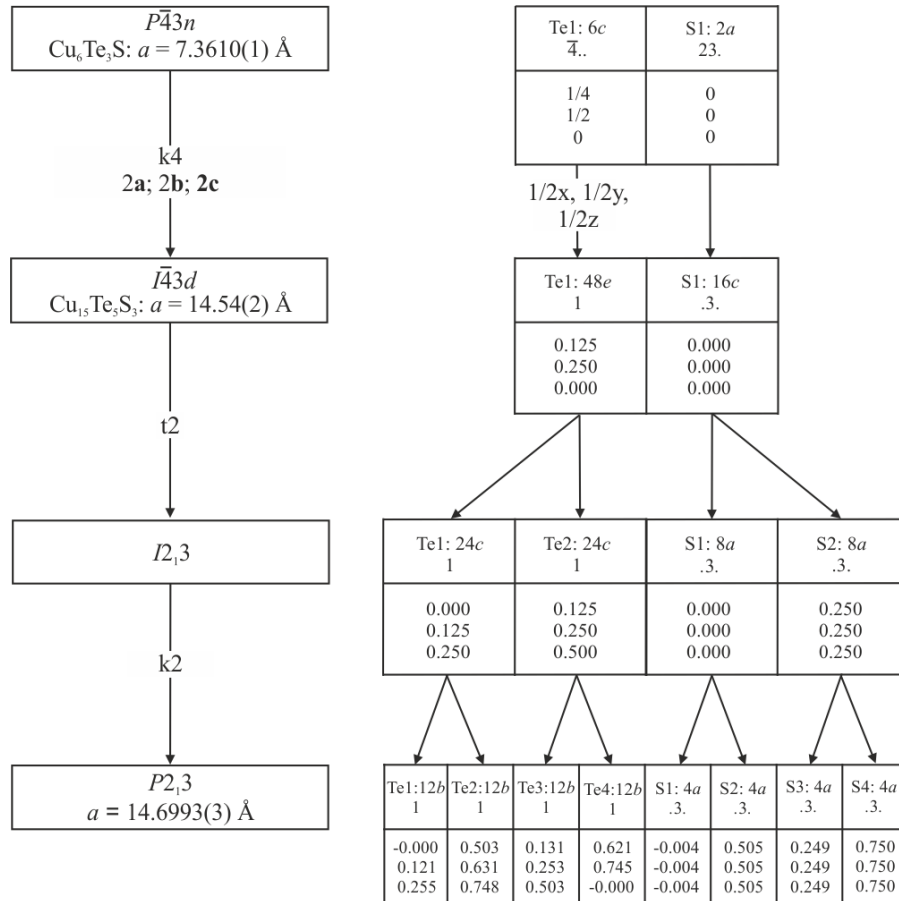 P4̅3n
Cu₆Te₃S: a = 7.3610(1) Å
k4
2a; 2b; 2c
I4̅3d
Cu₁₅Te₅S₃: a = 14.54(2) Å
t2
I2₁3
k2
P2₁3
a = 14.6993(3) Å
Te1: 6c
4̅..
1/4
1/2
0
S1: 2a
23.
0
0
0
1/2x, 1/2y,
1/2z
Te1: 48e
1
0.125
0.250
0.000
S1: 16c
.3.
0.000
0.000
0.000
Te1: 24c
1
0.000
0.125
0.250
Te2: 24c
1
0.125
0.250
0.500
S1: 8a
.3.
0.000
0.000
0.000
S2: 8a
.3.
0.250
0.250
0.250
Te1:12b
1
-0.000
0.121
0.255
Te2:12b
1
0.503
0.631
0.748
Te3:12b
1
0.131
0.253
0.503
Te4:12b
1
0.621
0.745
-0.000
S1: 4a
.3.
-0.004
-0.004
-0.004
S2: 4a
.3.
0.505
0.505
0.505
S3: 4a
.3.
0.249
0.249
0.249
S4: 4a
.3.
0.750
0.750
0.750